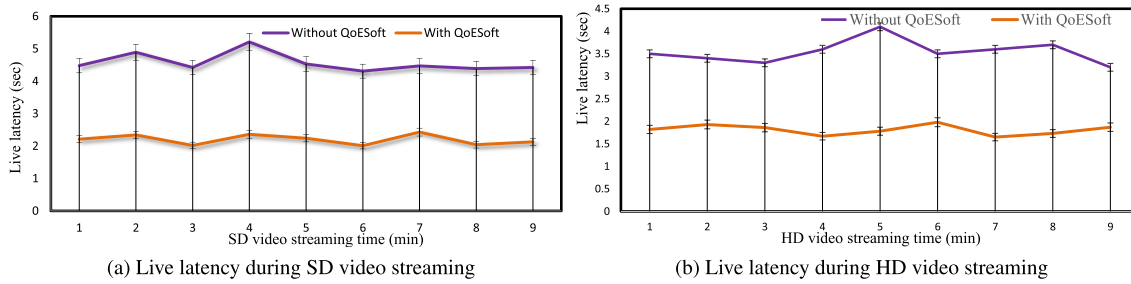 6
5
4
3
2
1
0
Live latency (sec)
Without QoESoft
With QoESoft
1 2 3 4 5 6 7 8 9
SD video streaming time (min)
(a) Live latency during SD video streaming
4.5
4
3.5
3
2.5
2
1.5
1
0.5
0
Live latency (sec)
Without QoESoft
With QoESoft
1 2 3 4 5 6 7 8 9
HD video streaming time (min)
(b) Live latency during HD video streaming